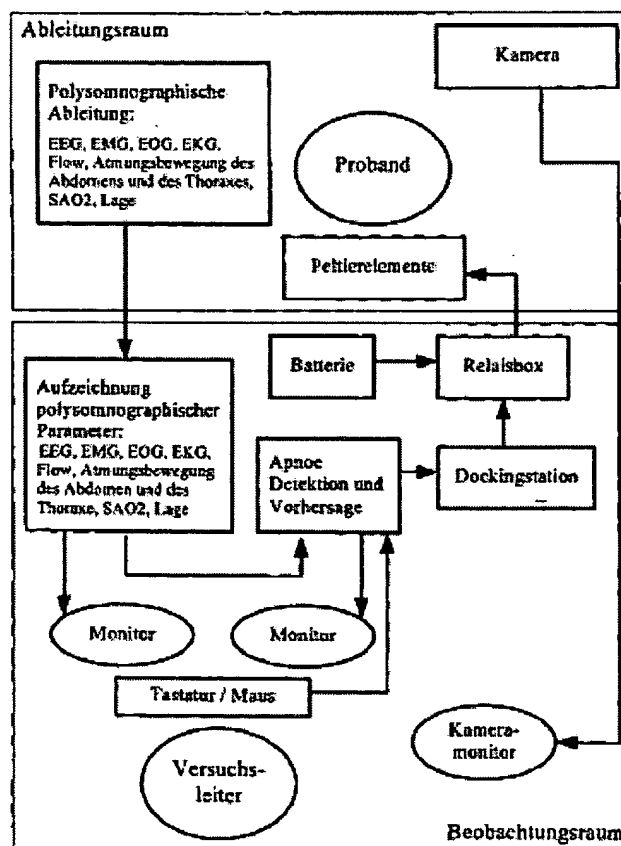 Ableitungsraum
Kamera
Polysomnographische
Ableitung:
EEG, EMG, EOG, EKG,
Flow, Atmungsbewegung des
Abdomens und des Thoraxes,
SAO2, Lage
Proband
Peltierelemente
Batterie
Relaisbox
Aufzeichnung
polysomnographischer
Parameter:
EEG, EMG, EOG, EKG,
Flow, Atmungsbewegung
des Abdomen und des
Thoraxe, SAO2, Lage
Apnoe
Detektion und
Vorhersage
Dockingstation
Monitor
Monitor
Tastatur / Maus
Kamera-
monitor
Versuchs-
leiter
Beobachtungsraum